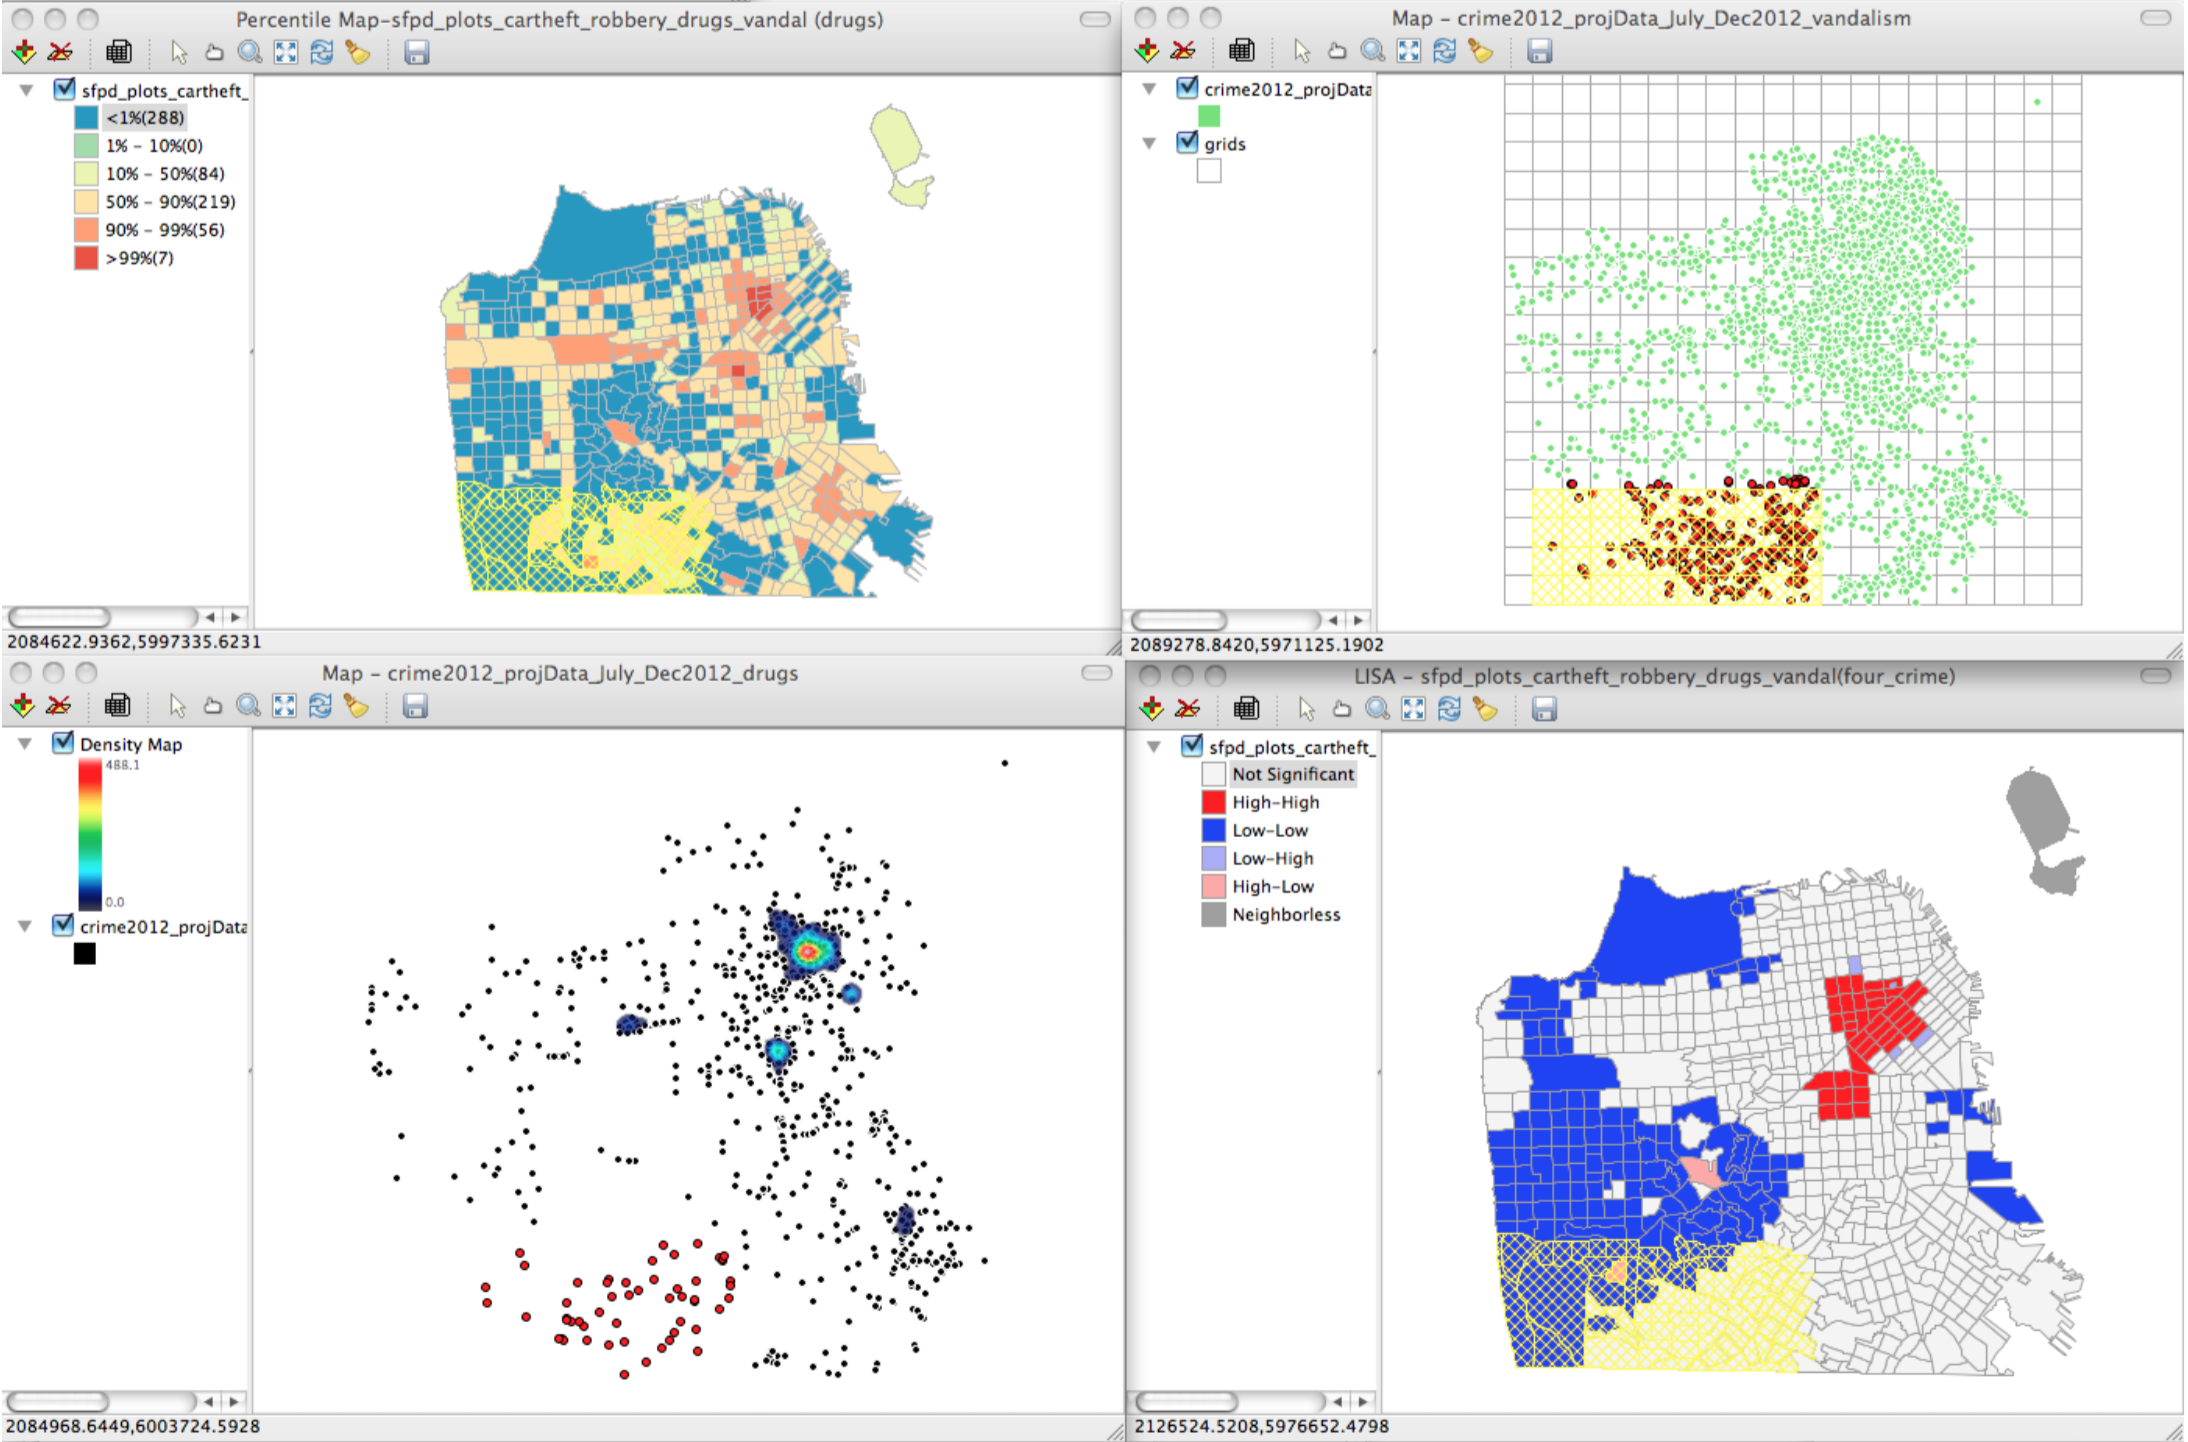 Percentile Map-sfpd_plots_cartheft_robbery_drugs_vandal (drugs)
sfpd_plots_cartheft_
<1%(288)
1% - 10%(0)
10% - 50%(84)
50% - 90%(219)
90% - 99%(56)
>99%(7)
2084622.9362,5997335.6231
Map - crime2012_projData_July_Dec2012_vandalism
crime2012_projData
grids
2089278.8420,5971125.1902
Map - crime2012_projData_July_Dec2012_drugs
Density Map
488.1
0.0
crime2012_projData
2084968.6449,6003724.5928
LISA - sfpd_plots_cartheft_robbery_drugs_vandal(four_crime)
sfpd_plots_cartheft_
Not Significant
High-High
Low-Low
Low-High
High-Low
Neighborless
2126524.5208,5976652.4798